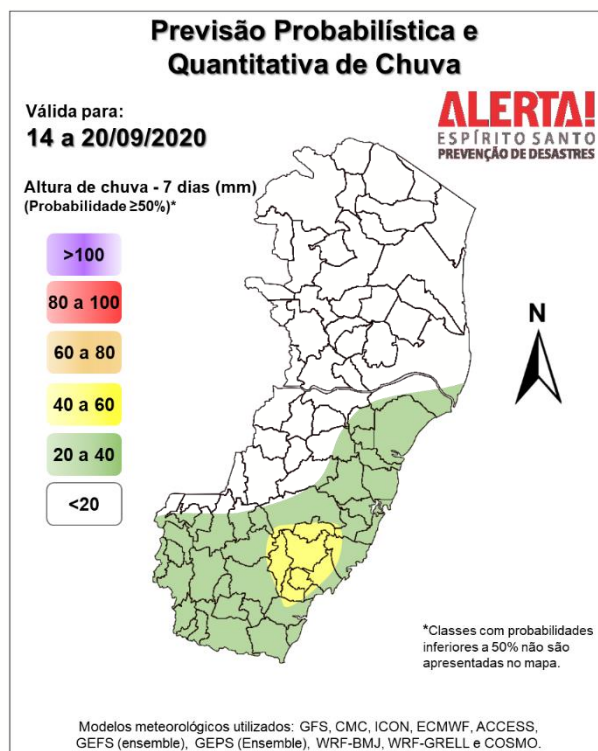 Previsão Probabilística e
Quantitativa de Chuva
Válida para:
14 a 20/09/2020
ALERTA!
ESPÍRITO SANTO
PREVENÇÃO DE DESASTRES
Altura de chuva - 7 dias (mm)
(Probabilidade ≥50%)*
>100
80 a 100
60 a 80
40 a 60
20 a 40
<20
N
*Classes com probabilidades
inferiores a 50% não são
apresentadas no mapa.
Modelos meteorológicos utilizados: GFS, CMC, ICON, ECMWF, ACCESS,
GEFS (ensemble), GEPS (Ensemble), WRF-BMJ, WRF-GRELL e COSMO.